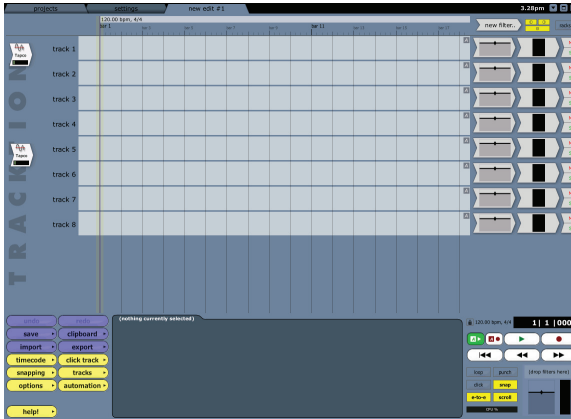 projects
settings
new edit #1
3.28pm
120.00 bpm, 4/4
bar 1
bar 11
new filter..
Tapco
track 1
track 2
track 3
track 4
Tapco
track 5
track 6
track 7
track 8
TRACKTION
undo
redo
save
clipboard
import
export
timecode
click track
snapping
tracks
options
automation
help!
(nothing currently selected)
120.00 bpm, 4/4
1| 1 |000
loop
punch
click
snap
e-to-e
scroll
CPU %
(drop filters here)